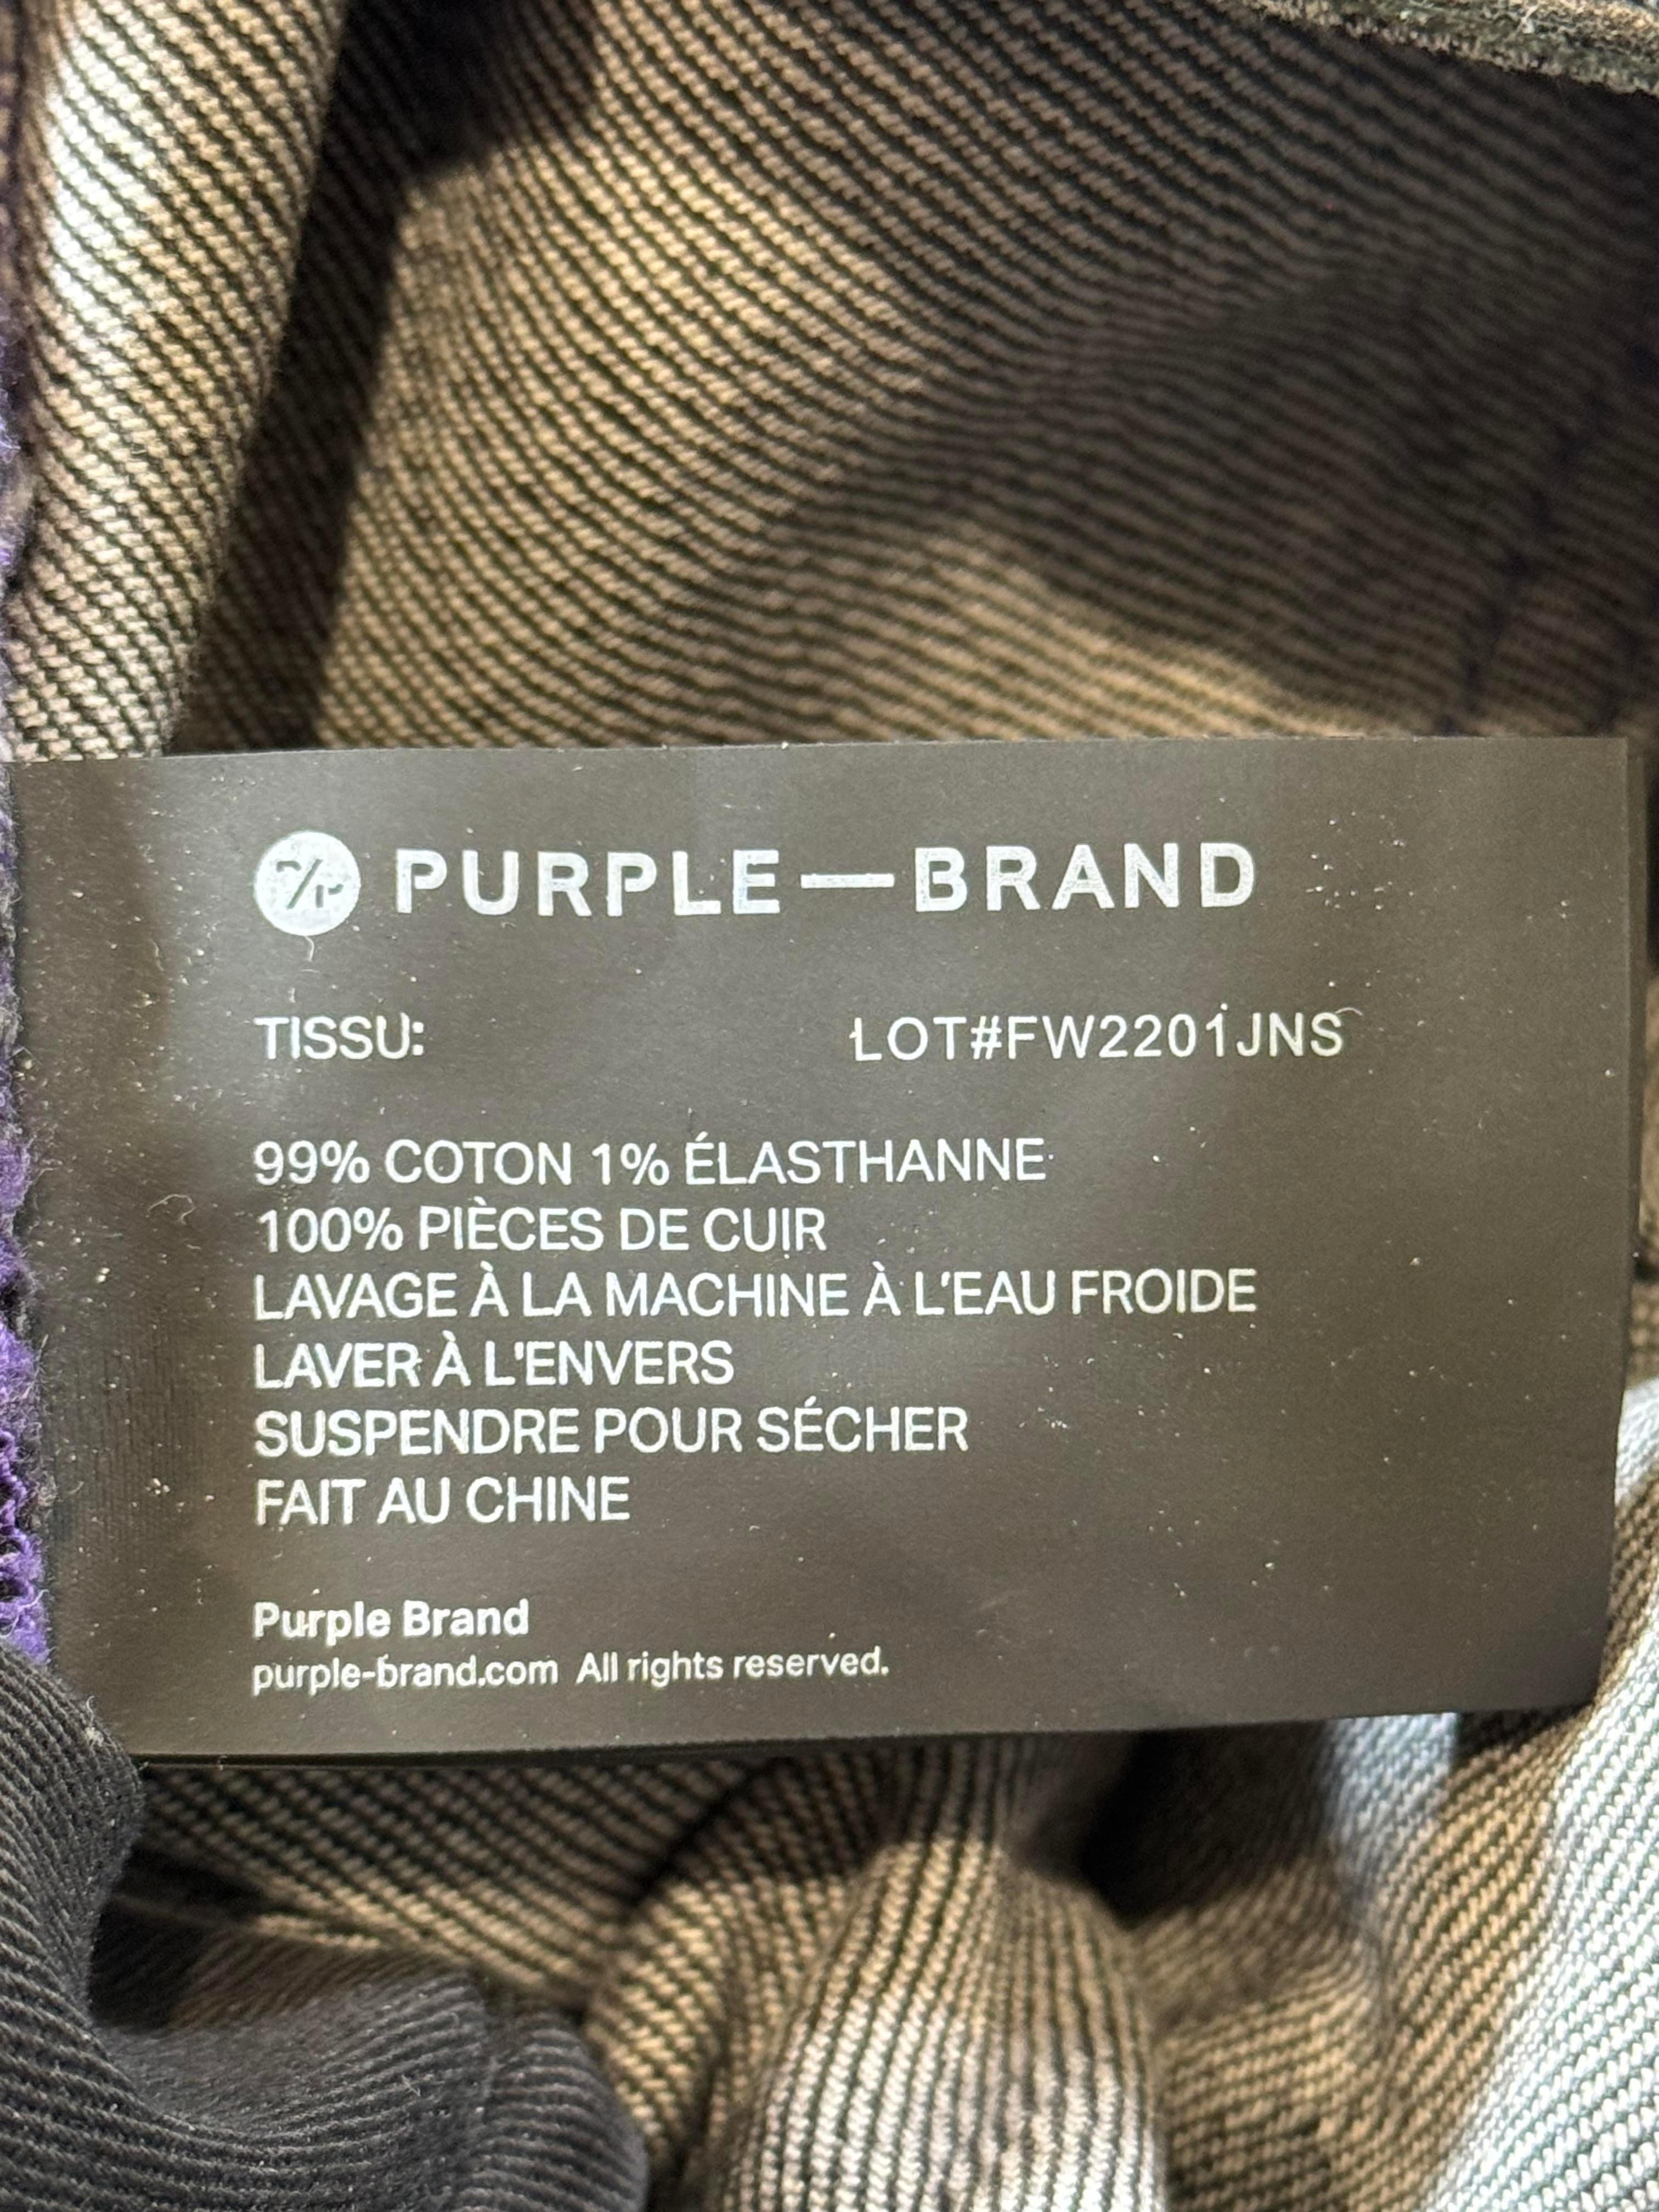 PURPLE—BRAND
TISSU: LOT#FW2201JNS
99% COTON 1% ÉLASTHANNE
100% PIÈCES DE CUIR
LAVAGE À LA MACHINE À L'EAU FROIDE
LAVER À L'ENVERS
SUSPENDRE POUR SÉCHER
FAIT AU CHINE
Purple Brand
purple-brand.com All rights reserved.